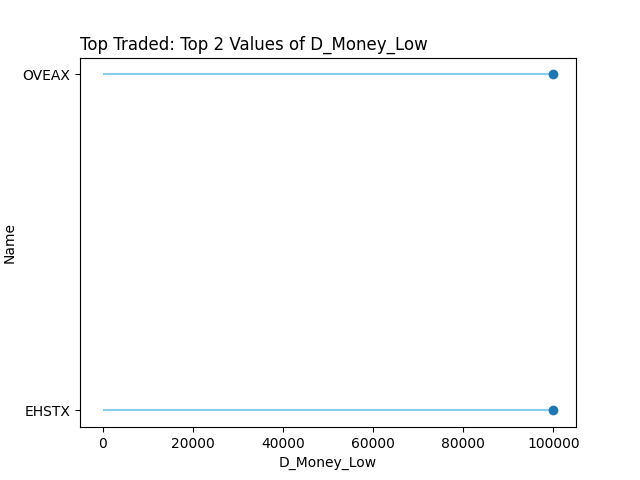 Top Traded: Top 2 Values of D_Money_Low
OVEAX
Name
EHSTX
0 20000 40000 60000 80000 100000
D_Money_Low